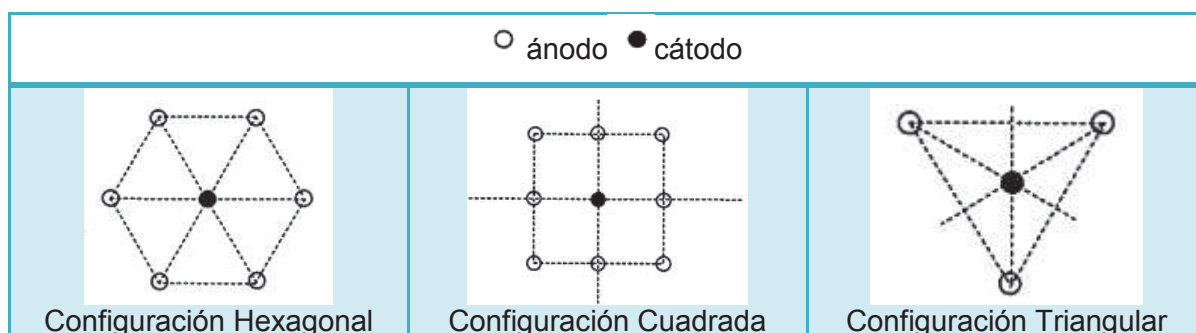 ánodo cátodo
Configuración Hexagonal
Configuración Cuadrada
Configuración Triangular